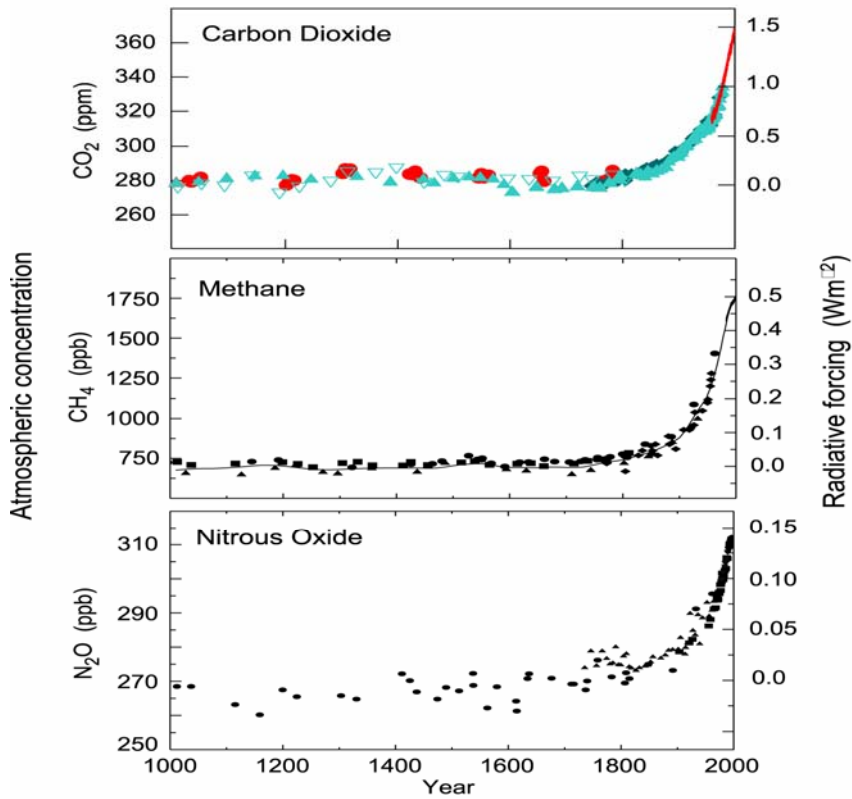 Atmospheric concentration
Carbon Dioxide
CO₂ (ppm)
360
340
320
300
280
260
1.5
1.0
0.5
0.0
Methane
CH₄ (ppb)
1750
1500
1250
1000
750
0.5
0.4
0.3
0.2
0.1
0.0
Nitrous Oxide
N₂O (ppb)
310
290
270
250
0.15
0.10
0.05
0.0
Radiative forcing (Wm□²)
1000 1200 1400 1600 1800 2000
Year